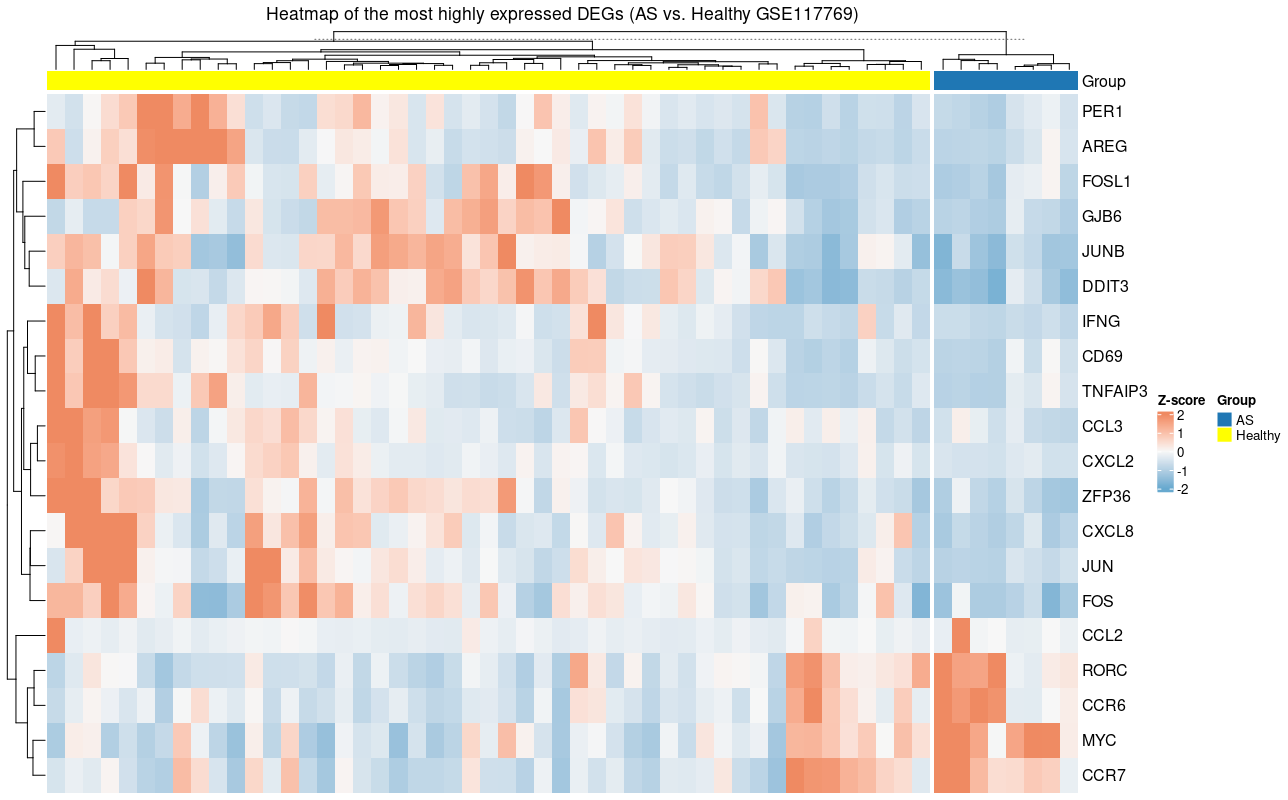 Heatmap of the most highly expressed DEGs (AS vs. Healthy GSE117769)
Group
PER1
AREG
FOSL1
GJB6
JUNB
DDIT3
IFNG
CD69
TNFAIP3
CCL3
CXCL2
ZFP36
CXCL8
JUN
FOS
CCL2
RORC
CCR6
MYC
CCR7
Z-score
2
1
0
-1
-2
Group
AS
Healthy